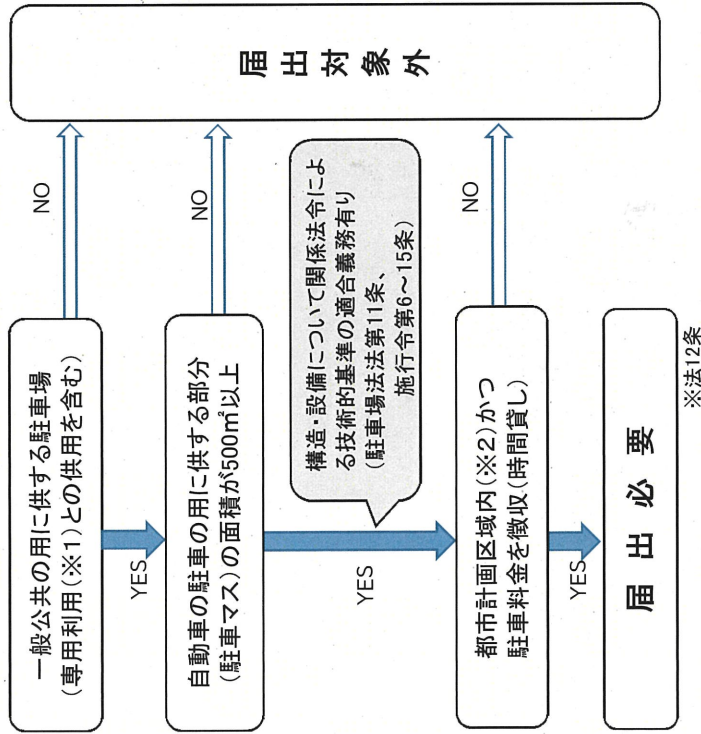 一般公共の用に供する駐車場
(専用利用(※1)との供用を含む)
NO
YES
自動車の駐車の用に供する部分
(駐車マス)の面積が500㎡以上
NO
構造・設備について関係法令によ
る技術的基準の適合義務有り
(駐車場法法第11条、
施行令第6~15条)
YES
都市計画区域内(※2)かつ
駐車料金を徴収(時間貸し)
NO
YES
届出必要
※法12条
届出対象外